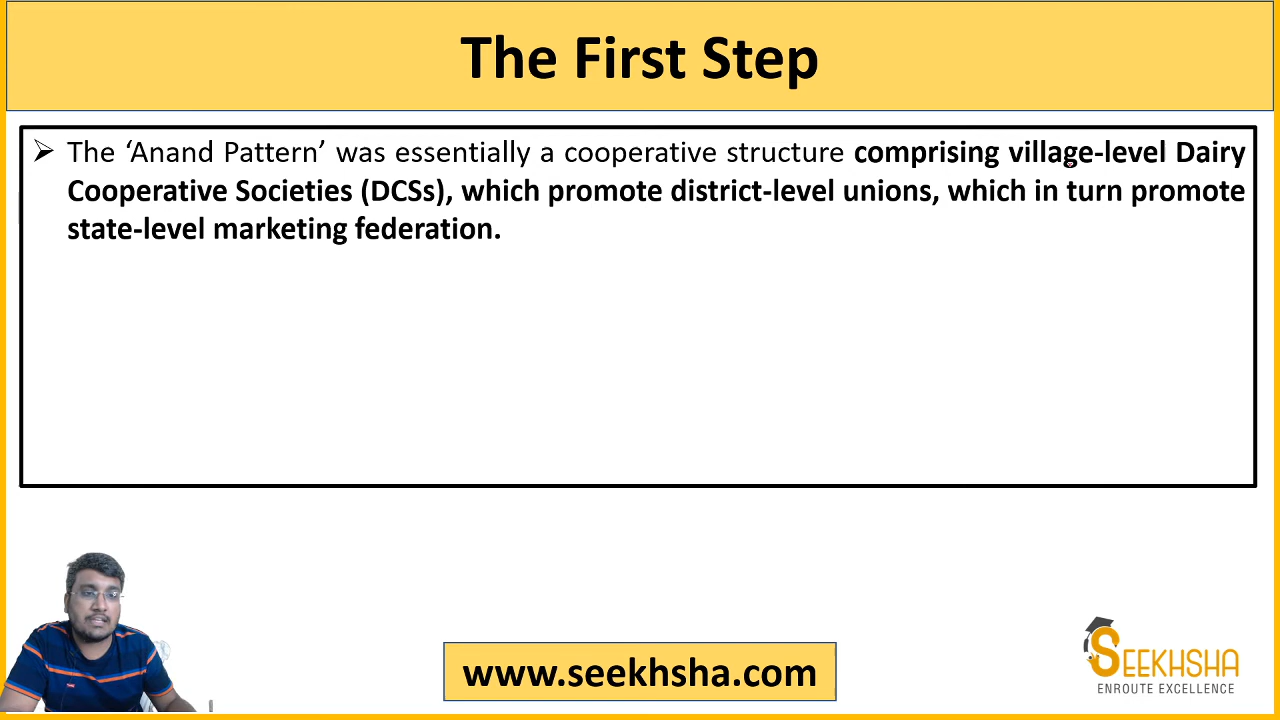 The First Step
➢ The ‘Anand Pattern’ was essentially a cooperative structure comprising village-level Dairy
Cooperative Societies (DCSs), which promote district-level unions, which in turn promote
state-level marketing federation.
www.seekhsha.com
SEEKHSHA
ENROUTE EXCELLENCE